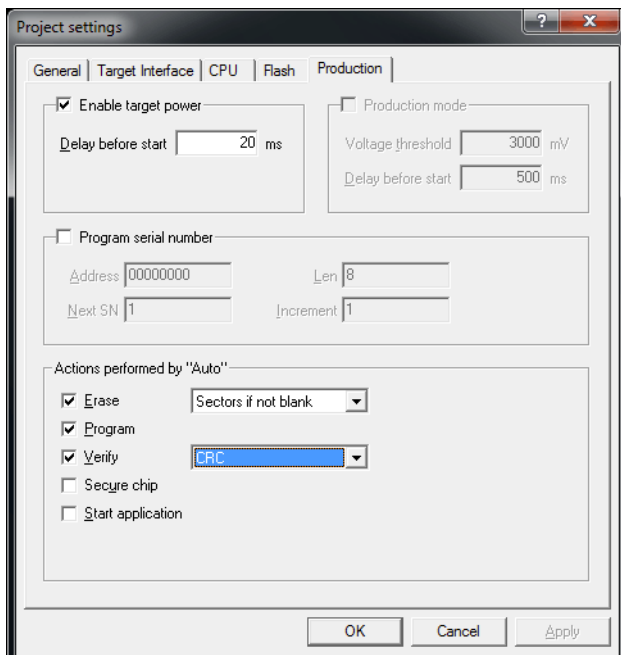 Project settings
General Target Interface CPU Flash Production
Enable target power
Delay before start 20 ms
Production mode
Voltage threshold 3000 mV
Delay before start 500 ms
Program serial number
Address 00000000 Len 8
Next SN 1 Increment 1
Actions performed by "Auto"
Erase Sectors if not blank
Program
Verify CRC
Secure chip
Start application
OK Cancel Apply